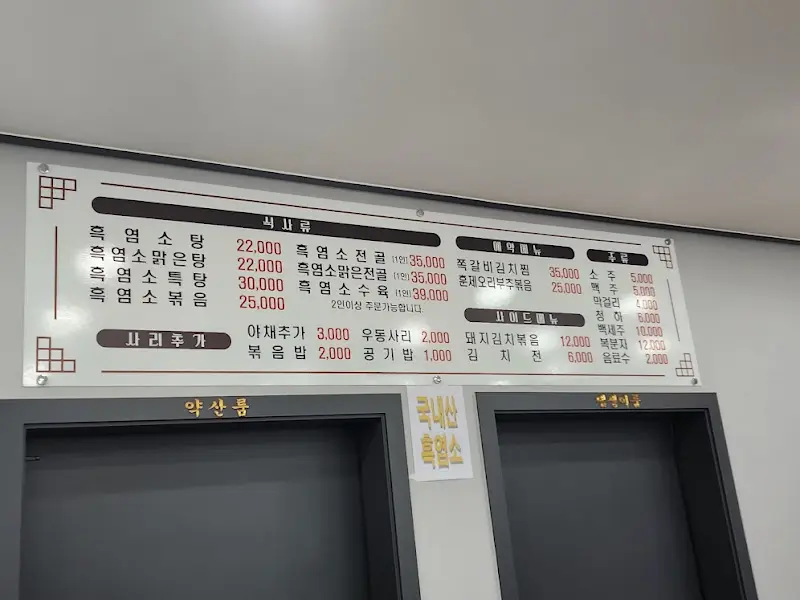 식사류
흑염소탕 22,000
흑염소맑은탕 22,000
흑염소특탕 30,000
흑염소볶음 25,000
흑염소전골 (1인) 35,000
흑염소맑은전골 (1인) 35,000
흑염소수육 (1인) 39,000
2인이상 주문가능합니다.
사리추가
야채추가 3,000 우동사리 2,000
볶음밥 2,000 공기밥 1,000
예약메뉴
쪽갈비김치찜 35,000
훈제오리부추볶음 25,000
사이드메뉴
돼지김치볶음 12,000
김치전 6,000
주류
소주 5,000
맥주 5,000
막걸리 4,000
청하 6,000
백세주 10,000
복분자 12,000
음료수 2,000
약산룸
국내산
흑염소